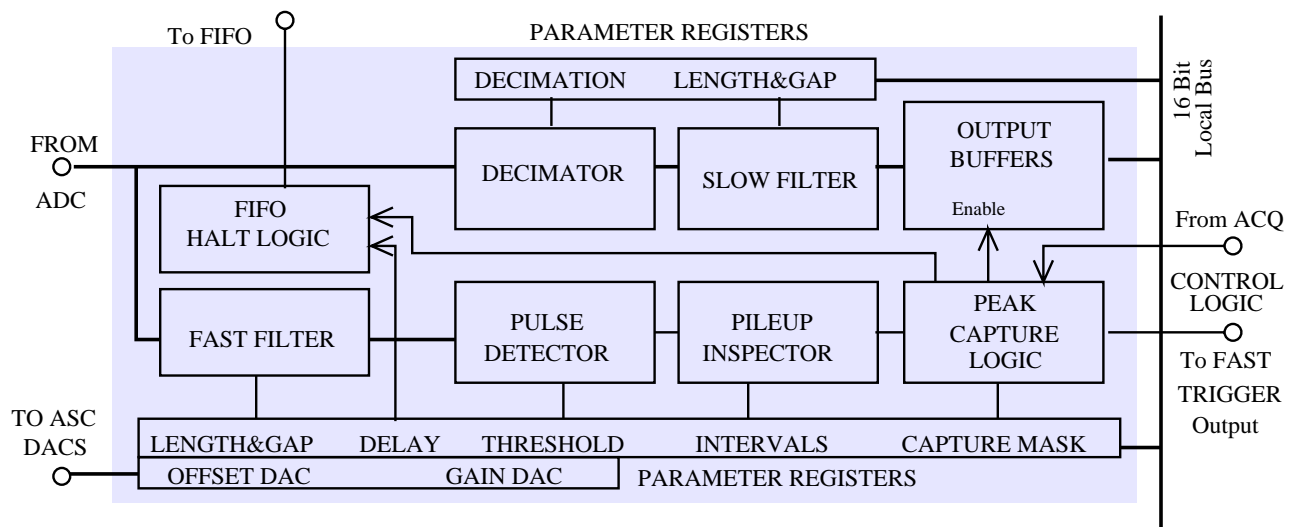 To FIFO
PARAMETER REGISTERS
DECIMATION LENGTH&GAP
16 Bit
Local Bus
FROM
ADC
DECIMATOR
SLOW FILTER
OUTPUT
BUFFERS
Enable
FIFO
HALT LOGIC
From ACQ
CONTROL
LOGIC
FAST FILTER
PULSE
DETECTOR
PILEUP
INSPECTOR
PEAK
CAPTURE
LOGIC
To FAST
TRIGGER
Output
TO ASC
DACS
LENGTH&GAP DELAY THRESHOLD INTERVALS CAPTURE MASK
OFFSET DAC GAIN DAC PARAMETER REGISTERS